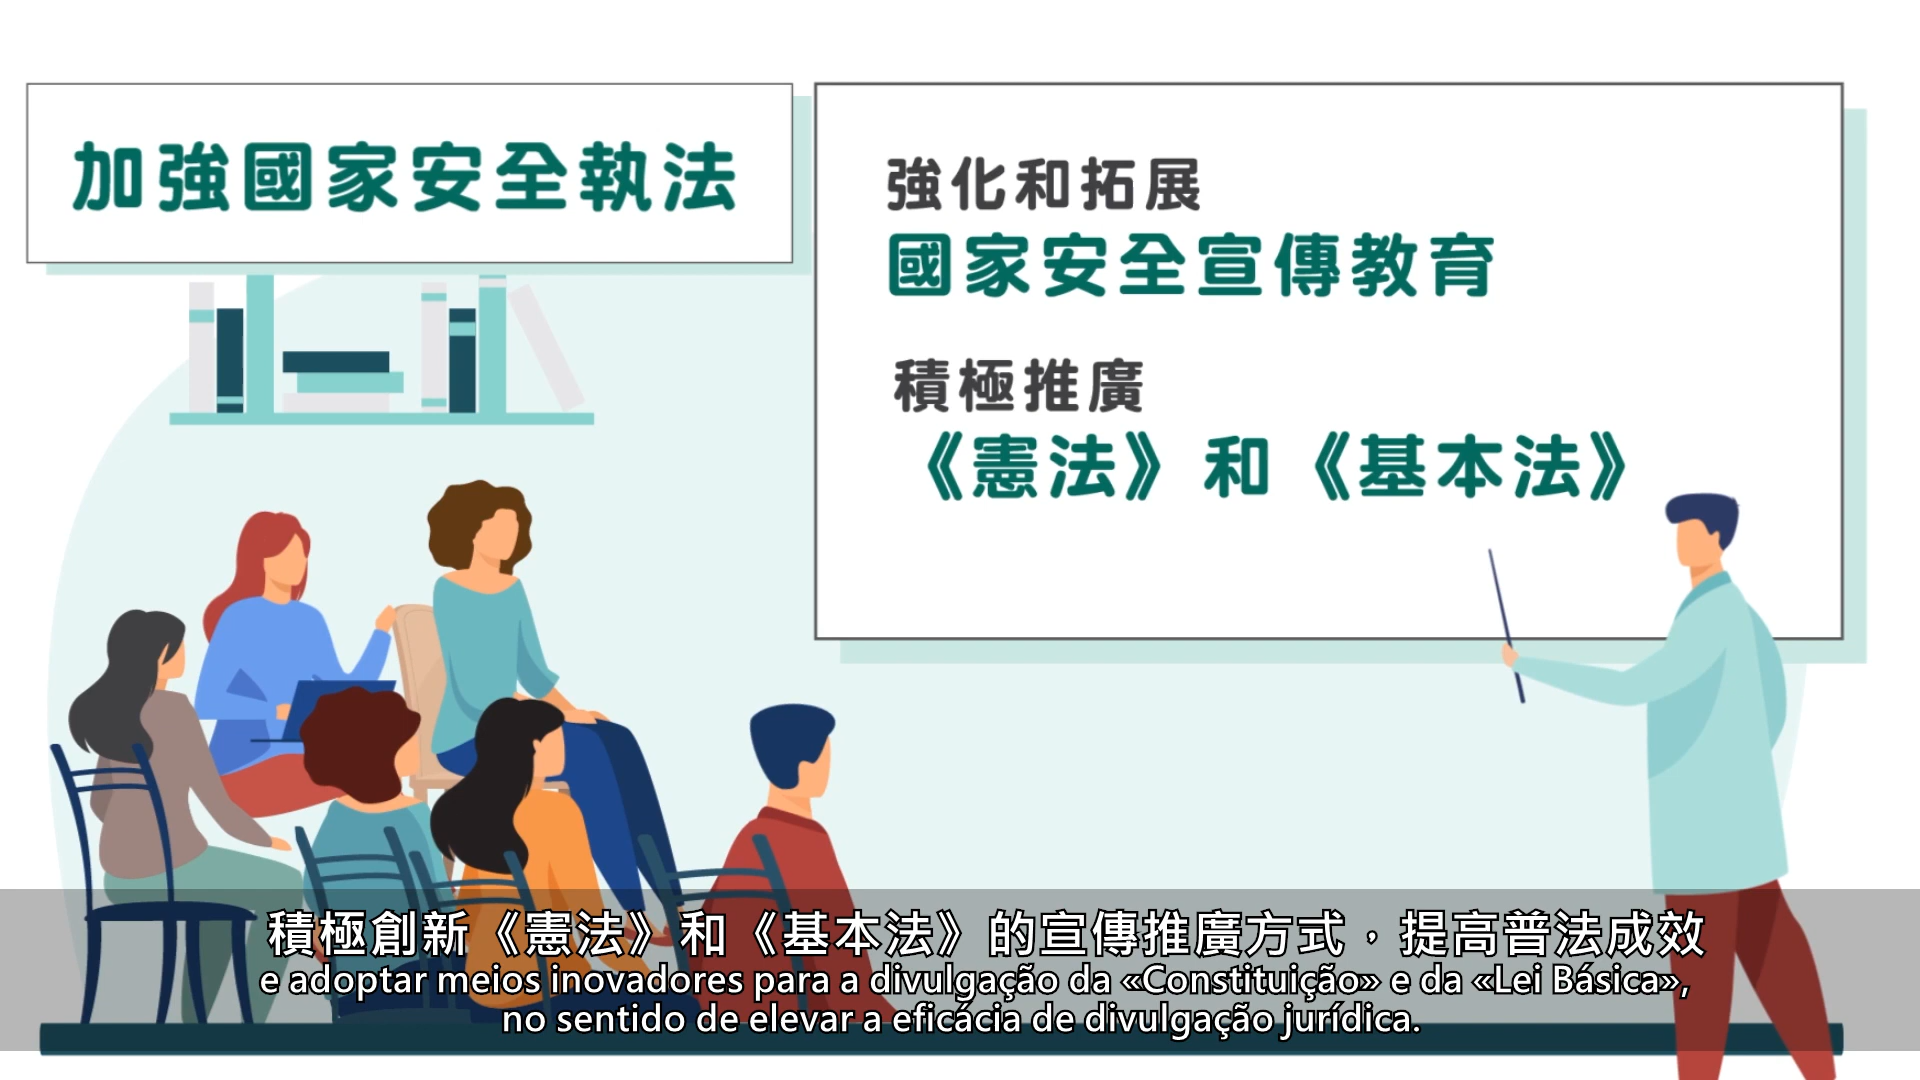 加強國家安全執法
強化和拓展
國家安全宣傳教育
積極推廣
《憲法》和《基本法》
積極創新《憲法》和《基本法》的宣傳推廣方式，提高普法成效
e adoptar meios inovadores para a divulgação da «Constituição» e da «Lei Básica»,
no sentido de elevar a eficácia de divulgação jurídica.